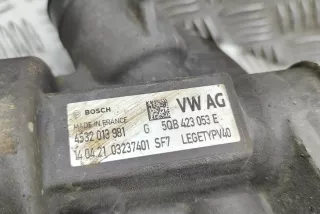 BOSCH
MADE IN FRANCE
4332 013 981 G 5QB 423 053 E
VW AG
14.04.21 03237401 SF7 LEGETYPV40